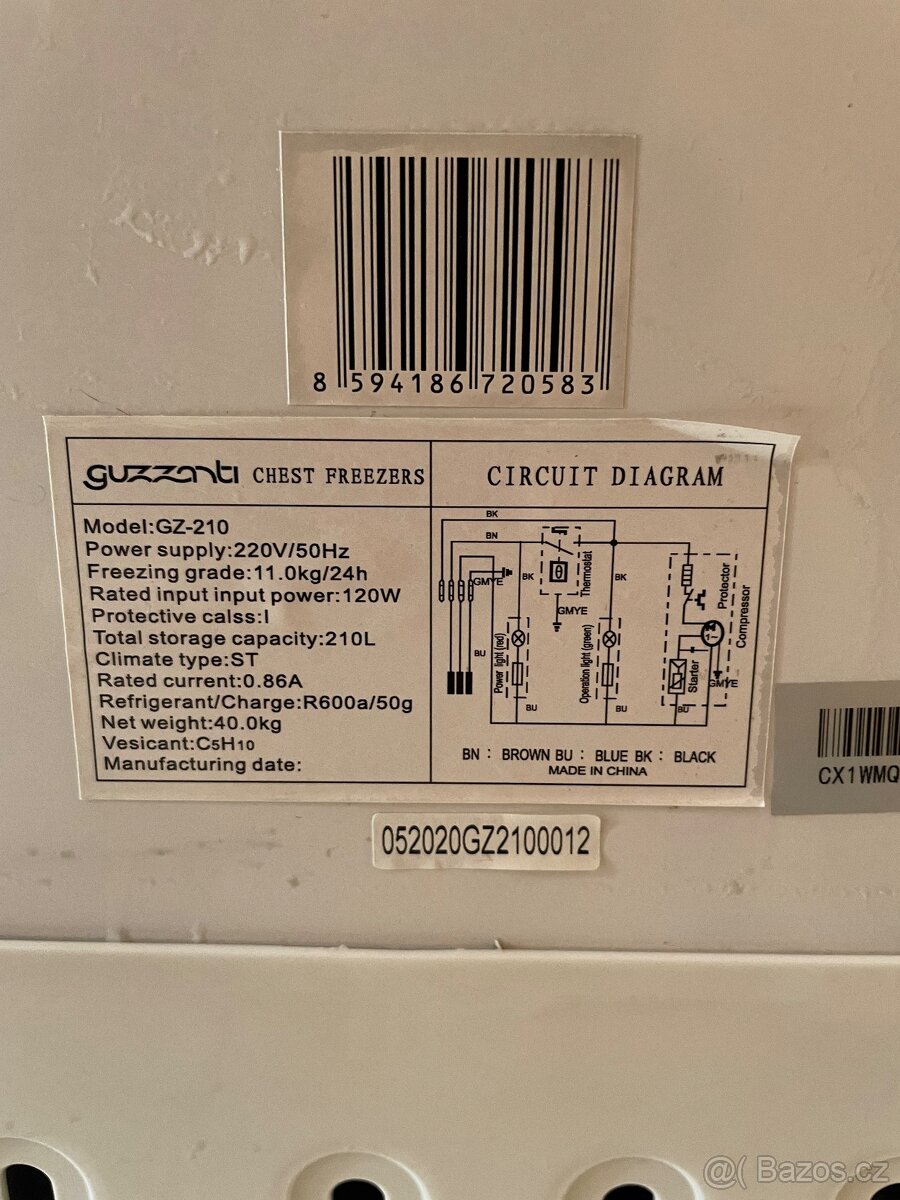 8 594186 720583
guzzanti CHEST FREEZERS
Model:GZ-210
Power supply:220V/50Hz
Freezing grade:11.0kg/24h
Rated input input power:120W
Protective calss:I
Total storage capacity:210L
Climate type:ST
Rated current:0.86A
Refrigerant/Charge:R600a/50g
Net weight:40.0kg
Vesicant:C5H10
Manufacturing date:
CIRCUIT DIAGRAM
BK
BN
GMYE
BK
Thermostat
GMYE
BK
Protactor
Compressor
BU
Power light(red)
Operation light(green)
Starter
GMYE
BU
BU
BU
BN : BROWN BU : BLUE BK : BLACK
MADE IN CHINA
CX1WMQ
052020GZ2100012
@( Bazos.cz